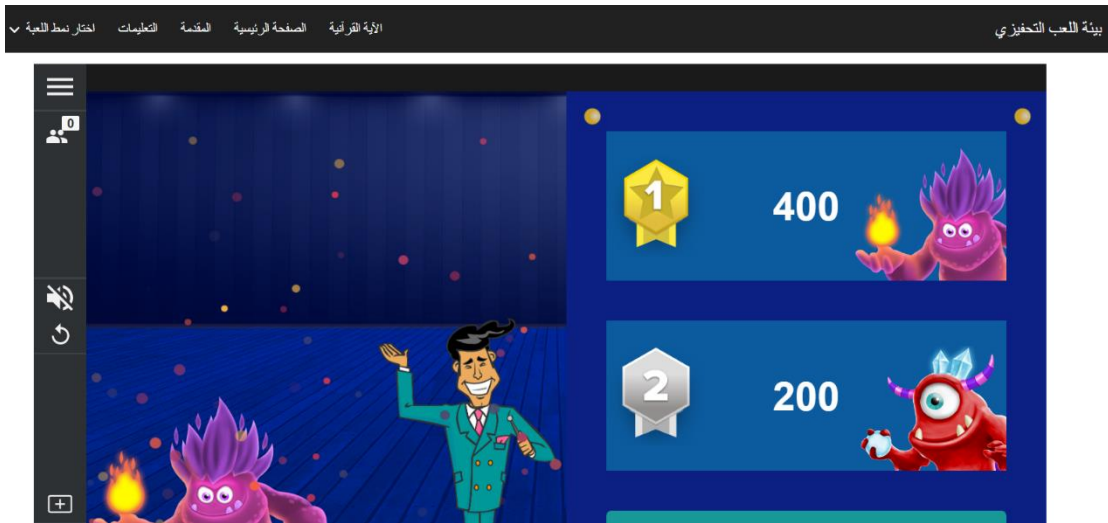 بيئة اللعب التحفيزي
الآية القرآنية الصفحة الرئيسية المقدمة التعليمات اختار نمط اللعبة
0
1 400
2 200